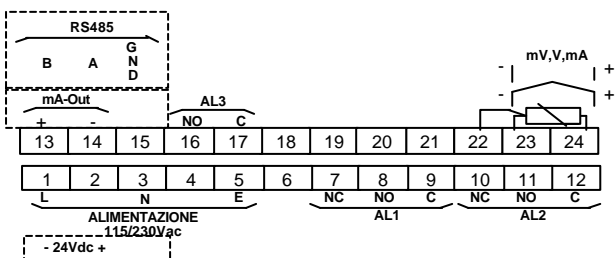 RS485
B A GND
mV,V,mA
- +
- +
mA-Out
AL3
+ - NO C
13 14 15 16 17 18 19 20 21 22 23 24
1 2 3 4 5 6 7 8 9 10 11 12
L N E NC NO C NC NO C
ALIMENTAZIONE AL1 AL2
115/230Vac
- 24Vdc +